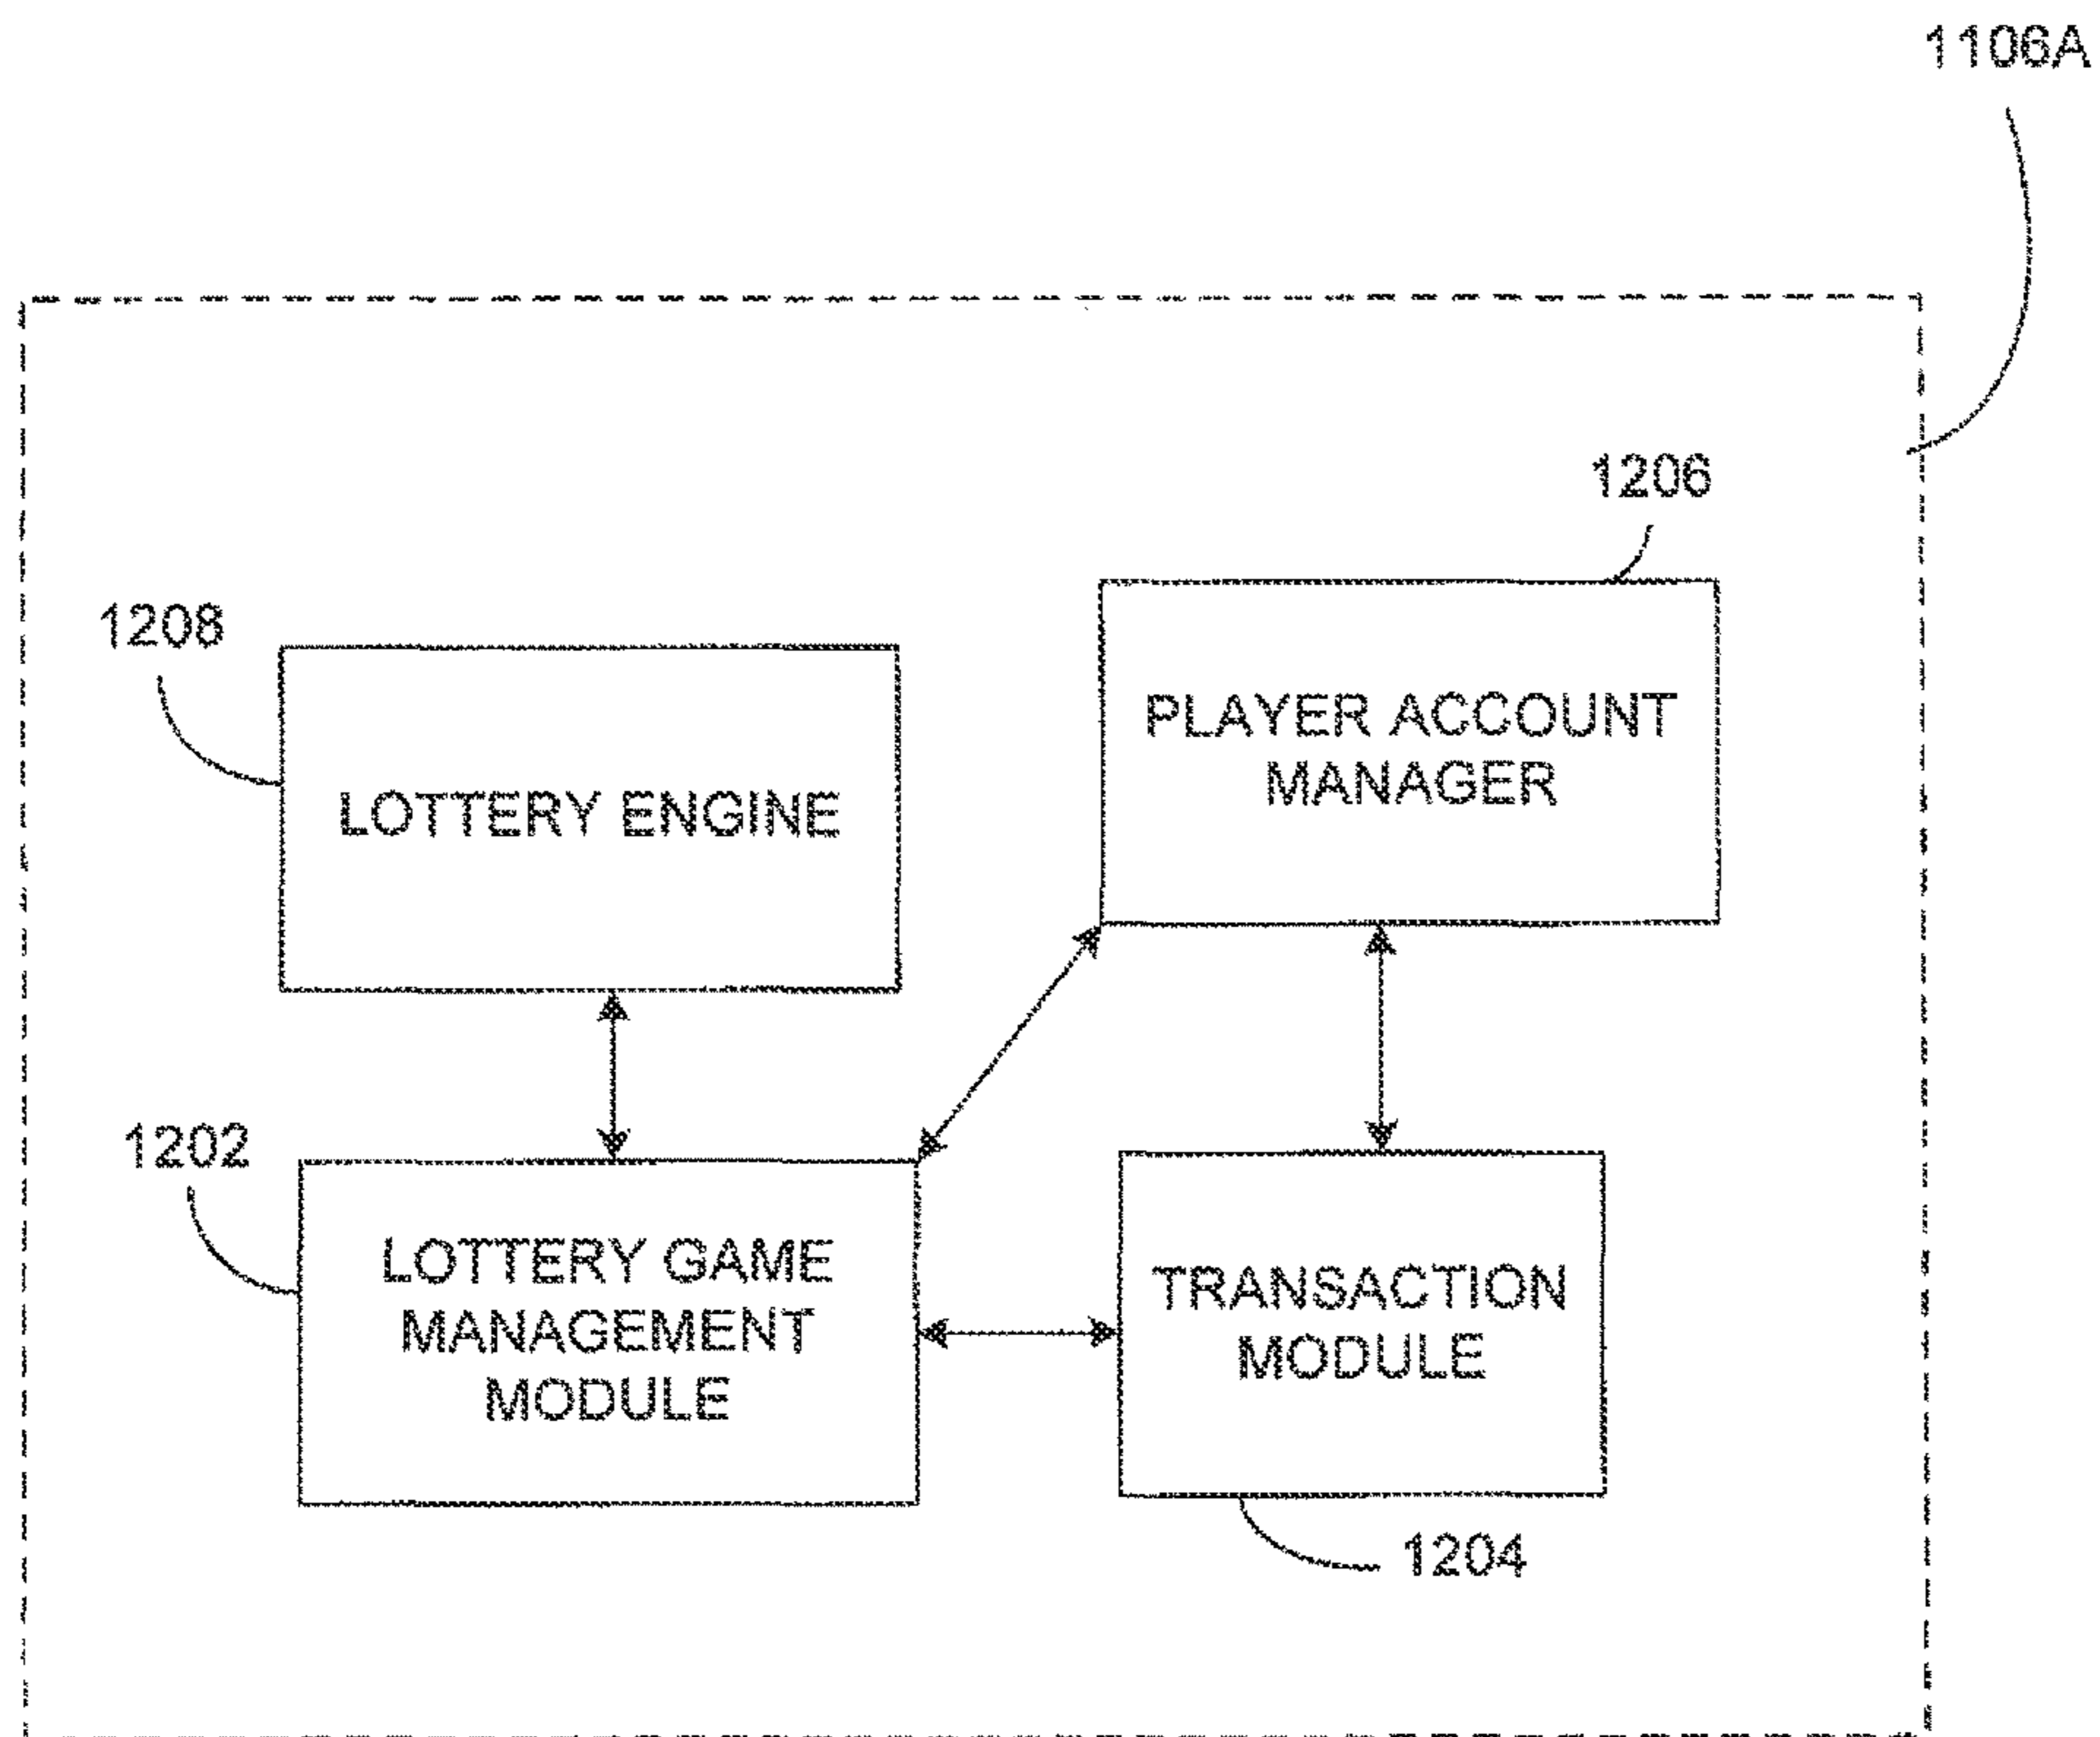 1106A
1206
1208
PLAYER ACCOUNT
MANAGER
LOTTERY ENGINE
1202
LOTTERY GAME
MANAGEMENT
MODULE
TRANSACTION
MODULE
1204